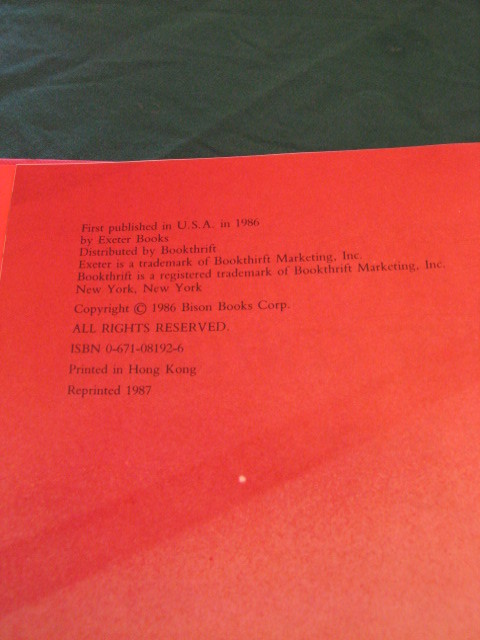 First published in U.S.A. in 1986
by Exeter Books
Distributed by Bookthrift
Exeter is a trademark of Bookthirft Marketing, Inc.
Bookthrift is a registered trademark of Bookthrift Marketing, Inc.
New York, New York
Copyright © 1986 Bison Books Corp.
ALL RIGHTS RESERVED.
ISBN 0-671-08192-6
Printed in Hong Kong
Reprinted 1987